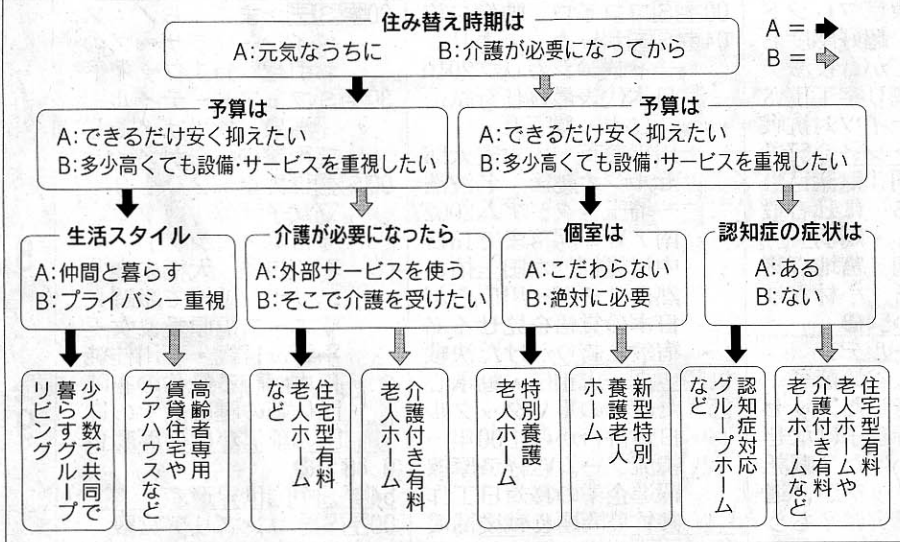 住み替え時期は
A:元気なうちに B:介護が必要になってから
A=
B=
予算は
A:できるだけ安く抑えたい
B:多少高くても設備・サービスを重視したい
予算は
A:できるだけ安く抑えたい
B:多少高くても設備・サービスを重視したい
生活スタイル
A:仲間と暮らす
B:プライバシー重視
介護が必要になったら
A:外部サービスを使う
B:そこで介護を受けたい
個室は
A:こだわらない
B:絶対に必要
認知症の症状は
A:ある
B:ない
少人数で共同で
暮らすグループ
リビング
高齢者専用
賃貸住宅や
ケアハウスなど
住宅型有料
老人ホーム
など
介護付き有料
老人ホーム
特別養護
老人ホーム
新型特別
養護老人
ホーム
認知症対応
グループホーム
など
住宅型有料
老人ホームや
介護付き有料
老人ホームなど